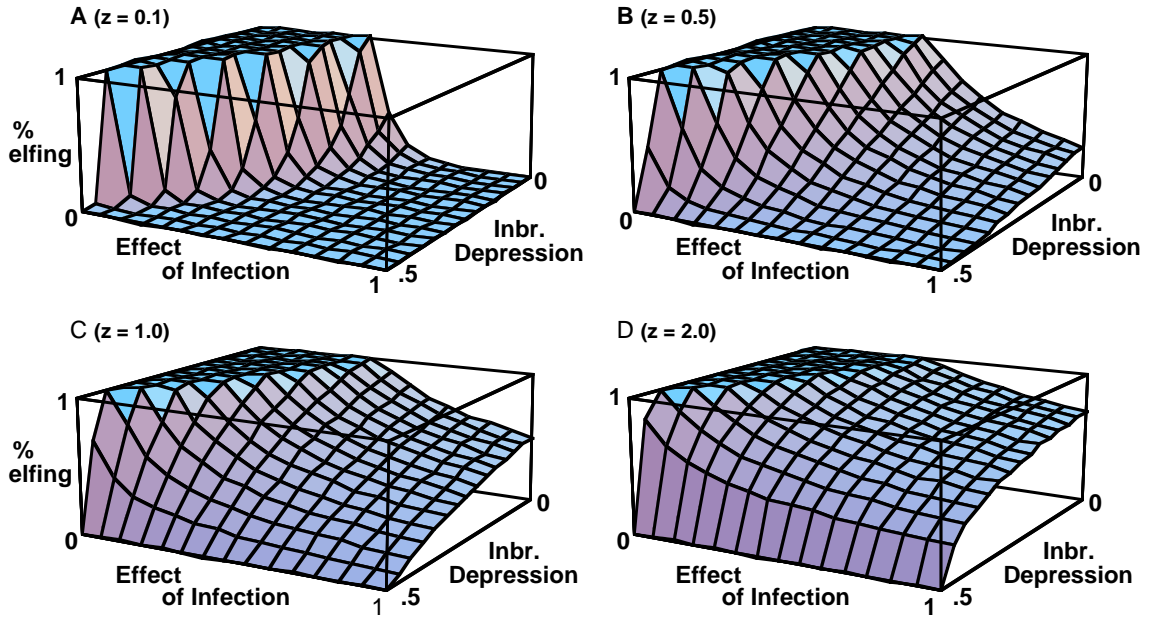 A (z = 0.1)
1
%
elfing
0
Effect
of Infection
1
.5
Inbr.
Depression
0
B (z = 0.5)
1
0
Effect
of Infection
1
.5
Inbr.
Depression
0
C (z = 1.0)
1
%
elfing
0
Effect
of Infection
1
.5
Inbr.
Depression
0
D (z = 2.0)
1
0
Effect
of Infection
1
.5
Inbr.
Depression
0